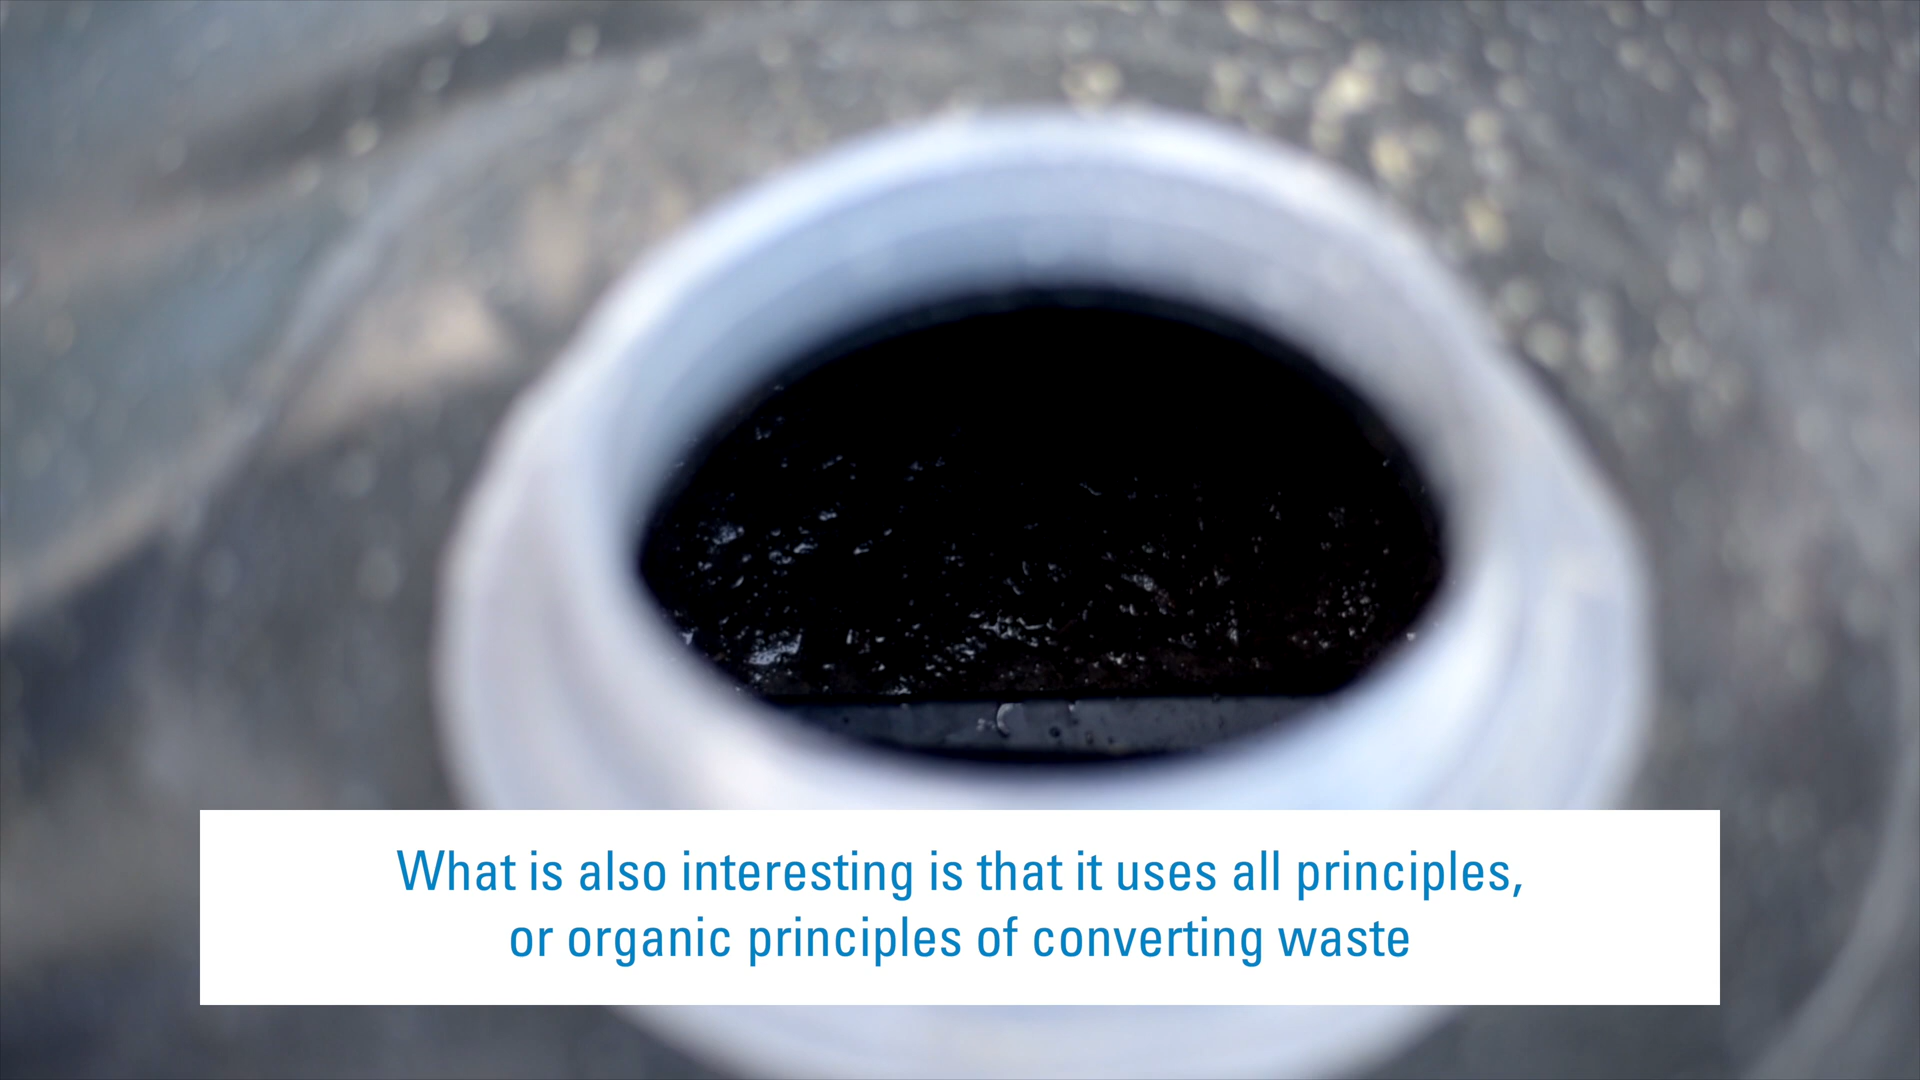 What is also interesting is that it uses all principles,
or organic principles of converting waste